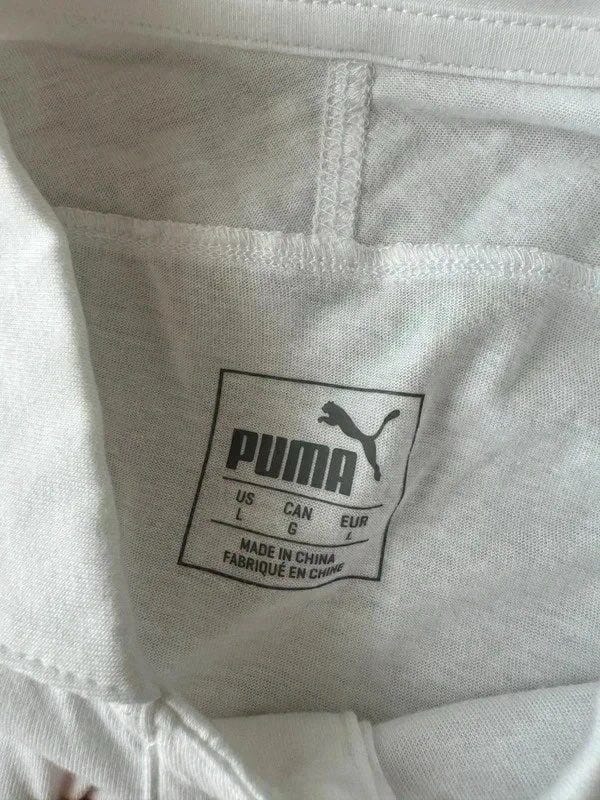 PUMA
US CAN EUR
L G L
MADE IN CHINA
FABRIQUÉ EN CHINE